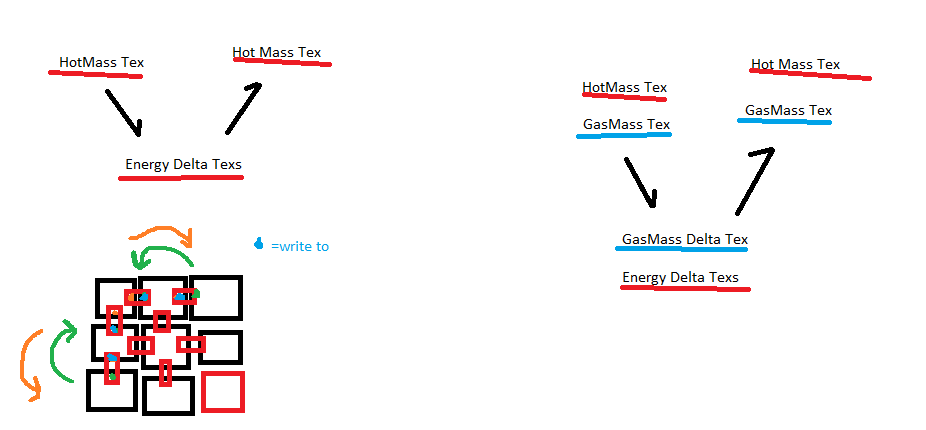 HotMass Tex
Hot Mass Tex
Energy Delta Texs
=write to
HotMass Tex
GasMass Tex
Hot Mass Tex
GasMass Tex
GasMass Delta Tex
Energy Delta Texs